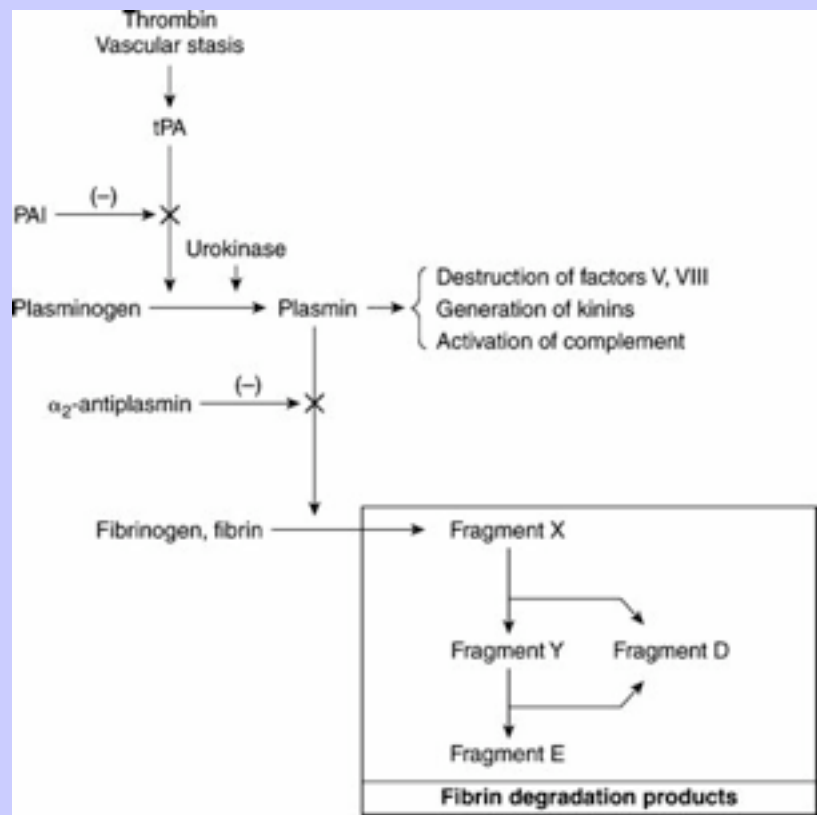 Thrombin
Vascular stasis
tPA
(–)
PAI
Urokinase
Plasminogen
Plasmin
Destruction of factors V, VIII
Generation of kinins
Activation of complement
(–)
α2-antiplasmin
Fibrinogen, fibrin
Fragment X
Fragment Y
Fragment D
Fragment E
Fibrin degradation products